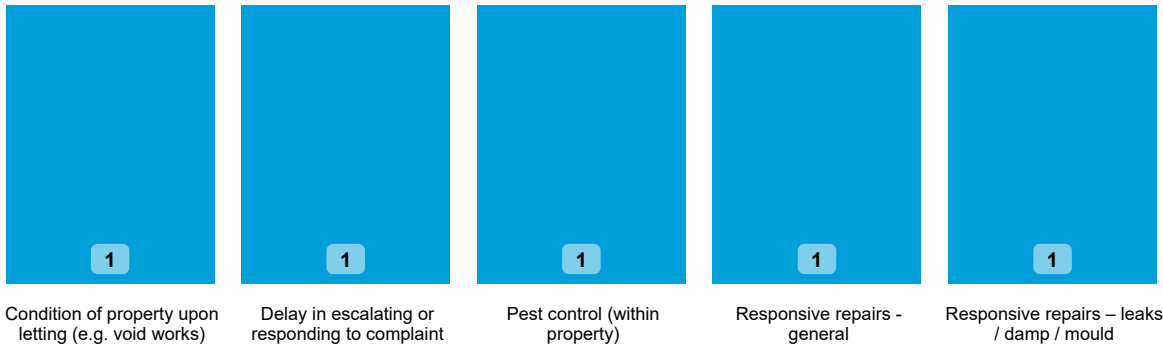 1 1 1 1 1
Condition of property upon
letting (e.g. void works)
Delay in escalating or
responding to complaint
Pest control (within
property)
Responsive repairs -
general
Responsive repairs – leaks
/ damp / mould